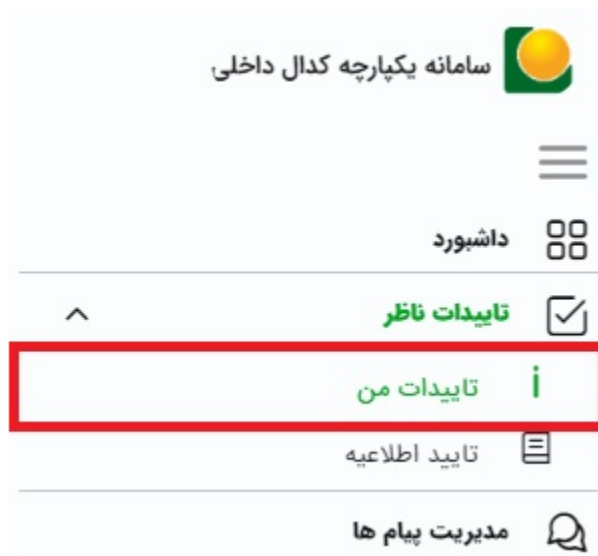 سامانه یکپارچه کدال داخلی
داشبورد
تاییدات ناظر
تاییدات من
تایید اطلاعیه
مدیریت پیام ها